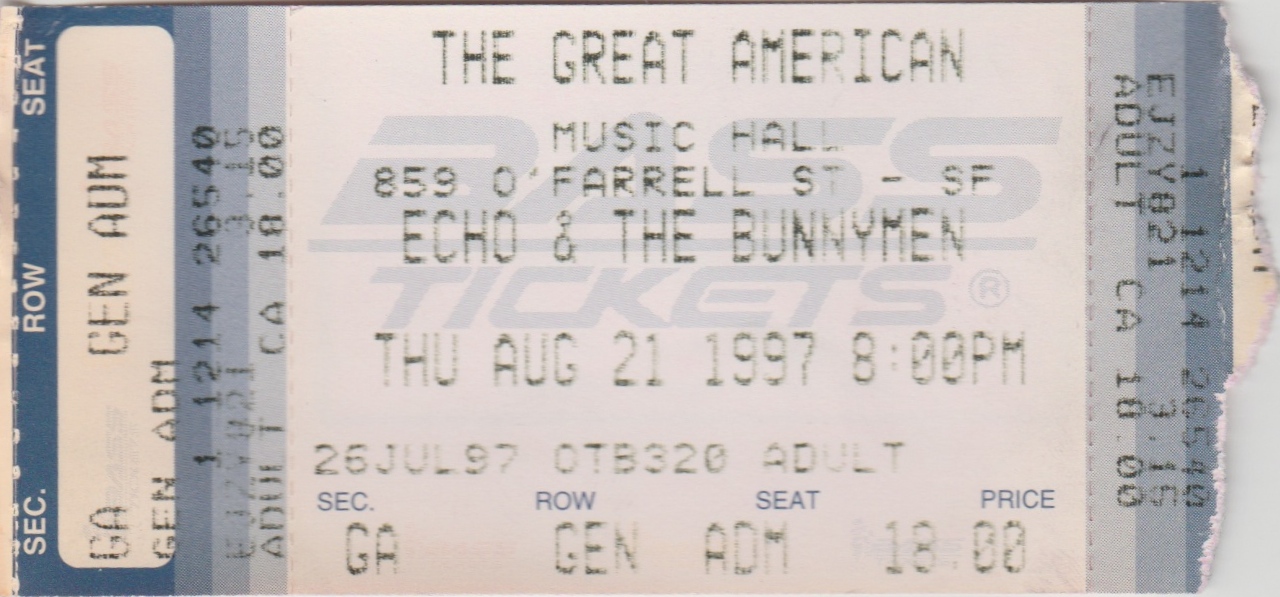 THE GREAT AMERICAN
MUSIC HALL
859 O'FARRELL ST - SF
ECHO & THE BUNNYMEN
BASS
TICKETS®
THU AUG 21 1997 8:00PM
26JUL97 OTB320 ADULT
SEC. ROW SEAT PRICE
GA GEN ADM 18.00
SEC. ROW SEAT
GA GEN ADM
GEN ADM
1 1214 26540
EJZY821 3.15
ADULT CA 18.00
1 1214 26540
EJZY821 3.15
ADULT CA 18.00